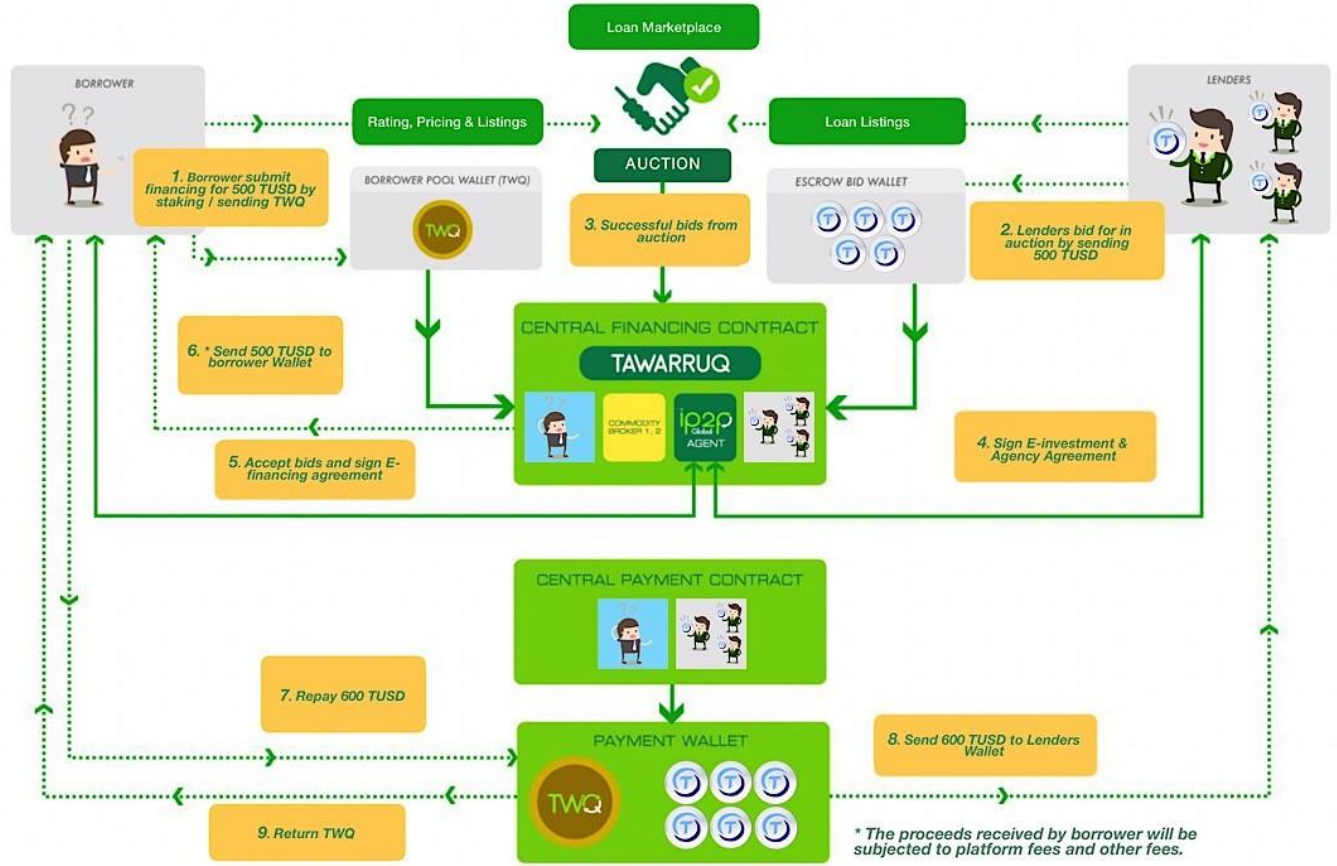 Loan Marketplace
BORROWER
LENDERS
? ?
Rating, Pricing & Listings
Loan Listings
AUCTION
1. Borrower submit
financing for 500 TUSD by
staking / sending TWQ
BORROWER POOL WALLET (TWQ)
TWQ
3. Successful bids from
auction
ESCROW BID WALLET
T T T
T T
2. Lenders bid for in
auction by sending
500 TUSD
CENTRAL FINANCING CONTRACT
TAWARRUQ
COMMODITY
BROKER 1, 2
ip2p
Global
AGENT
6. * Send 500 TUSD to
borrower Wallet
5. Accept bids and sign E-
financing agreement
4. Sign E-investment &
Agency Agreement
CENTRAL PAYMENT CONTRACT
7. Repay 600 TUSD
PAYMENT WALLET
TWQ
T T T
T T T
8. Send 600 TUSD to Lenders
Wallet
9. Return TWQ
* The proceeds received by borrower will be
subjected to platform fees and other fees.